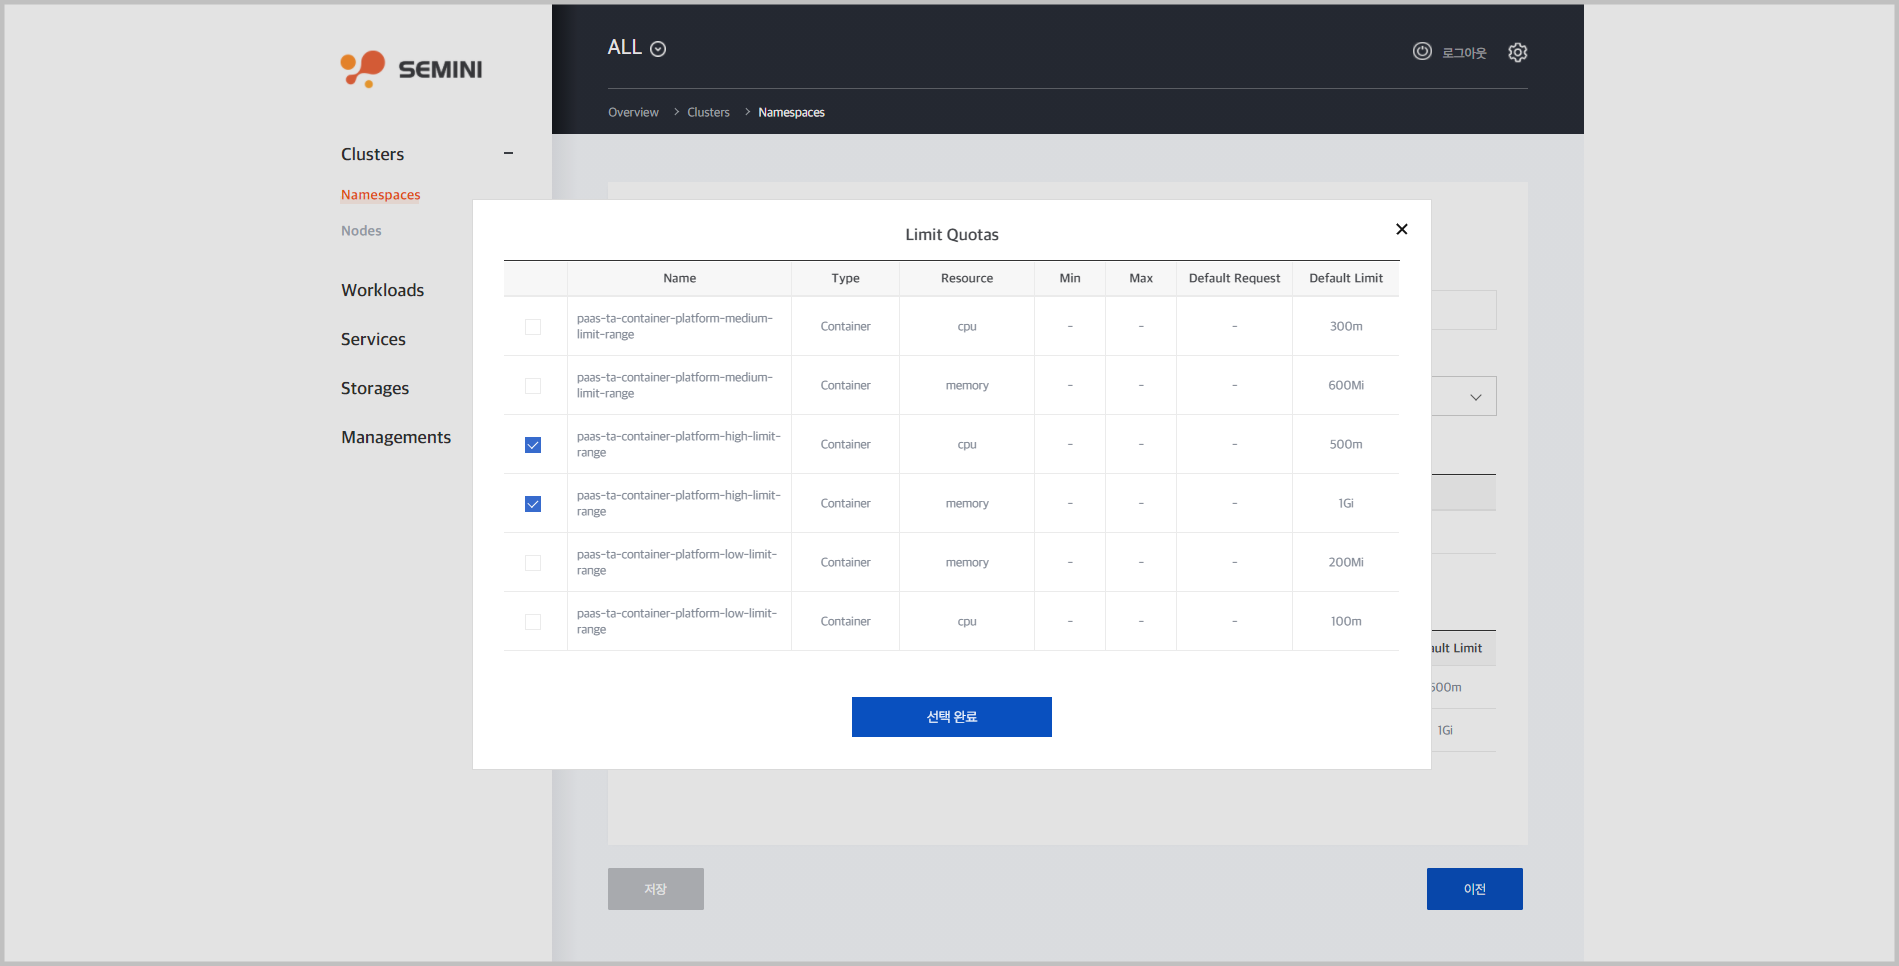 SEMINI
ALL
로그아웃
Overview > Clusters > Namespaces
Clusters
Namespaces
Nodes
Workloads
Services
Storages
Managements
Limit Quotas
Name Type Resource Min Max Default Request Default Limit
paas-ta-container-platform-medium-
limit-range
Container cpu - - - 300m
paas-ta-container-platform-medium-
limit-range
Container memory - - - 600Mi
paas-ta-container-platform-high-limit-
range
Container cpu - - - 500m
paas-ta-container-platform-high-limit-
range
Container memory - - - 1Gi
paas-ta-container-platform-low-limit-
range
Container memory - - - 200Mi
paas-ta-container-platform-low-limit-
range
Container cpu - - - 100m
선택 완료
ault Limit
500m
1Gi
저장
이전